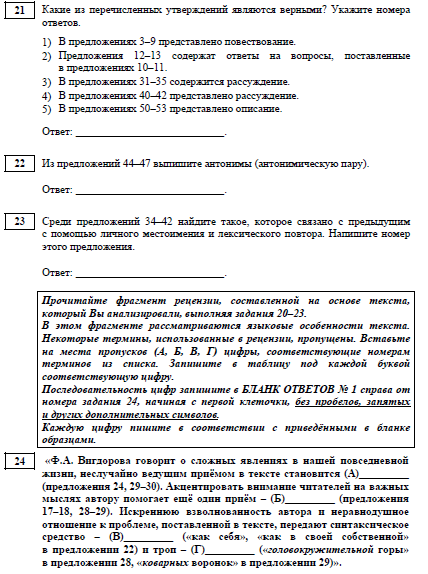 21 Какие из перечисленных утверждений являются верными? Укажите номера
ответов.
1) В предложениях 3–9 представлено повествование.
2) Предложения 12–13 содержат ответы на вопросы, поставленные
в предложениях 10–11.
3) В предложениях 31–35 содержится рассуждение.
4) В предложениях 40–42 представлено рассуждение.
5) В предложениях 50–53 представлено описание.
Ответ: ___________________________.
22 Из предложений 44–47 выпишите антонимы (антонимическую пару).
Ответ: ___________________________.
23 Среди предложений 34–42 найдите такое, которое связано с предыдущим
с помощью личного местоимения и лексического повтора. Напишите номер
этого предложения.
Ответ: ___________________________.
Прочитайте фрагмент рецензии, составленной на основе текста,
который Вы анализировали, выполняя задания 20–23.
В этом фрагменте рассматриваются языковые особенности текста.
Некоторые термины, использованные в рецензии, пропущены. Вставьте
на места пропусков (А, Б, В, Г) цифры, соответствующие номерам
терминов из списка. Запишите в таблицу под каждой буквой
соответствующую цифру.
Последовательность цифр запишите в БЛАНК ОТВЕТОВ № 1 справа от
номера задания 24, начиная с первой клеточки, без пробелов, запятых
и других дополнительных символов.
Каждую цифру пишите в соответствии с приведёнными в бланке
образцами.
24 «Ф.А. Вигдорова говорит о сложных явлениях в нашей повседневной
жизни, неслучайно ведущим приёмом в тексте становится (А)________
(предложения 24, 29–30). Акцентировать внимание читателей на важных
мыслях автору помогает ещё один приём – (Б)________ (предложения
17–18, 28–29). Искреннюю взволнованность автора и неравнодушное
отношение к проблеме, поставленной в тексте, передают синтаксическое
средство – (В)________ («как себя», «как в своей собственной»
в предложении 22) и троп – (Г)________ («головокружительной горы»
в предложении 28, «коварных воронок» в предложении 29)».